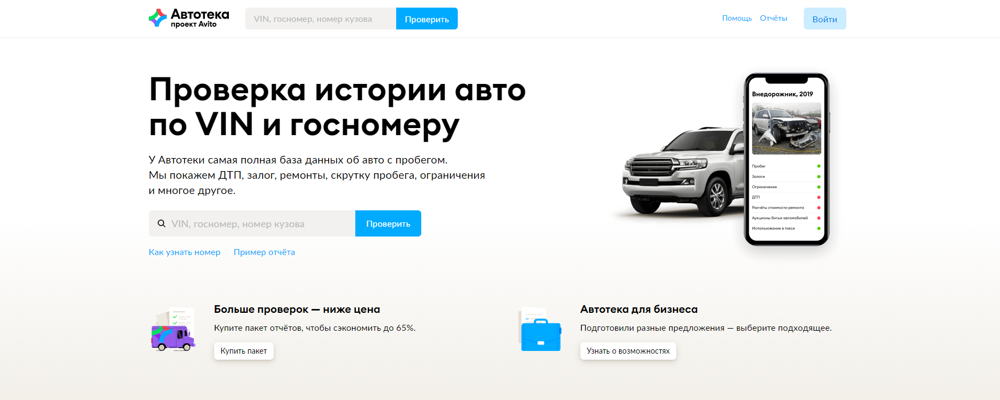 Автотека
проект Avito
VIN, госномер, номер кузова
Проверить
Помощь
Отчёты
Войти
Проверка истории авто
по VIN и госномеру
У Автотеки самая полная база данных об авто с пробегом.
Мы покажем ДТП, залог, ремонты, скрутку пробега, ограничения
и многое другое.
VIN, госномер, номер кузова
Проверить
Как узнать номер
Пример отчёта
Внедорожник, 2019
Пробег
Залоги
Ограничения
ДТП
Расчёты стоимости ремонта
Аукционы битых автомобилей
Использование в такси
Больше проверок — ниже цена
Купите пакет отчётов, чтобы сэкономить до 65%.
Купить пакет
Автотека для бизнеса
Подготовили разные предложения — выберите подходящее.
Узнать о возможностях